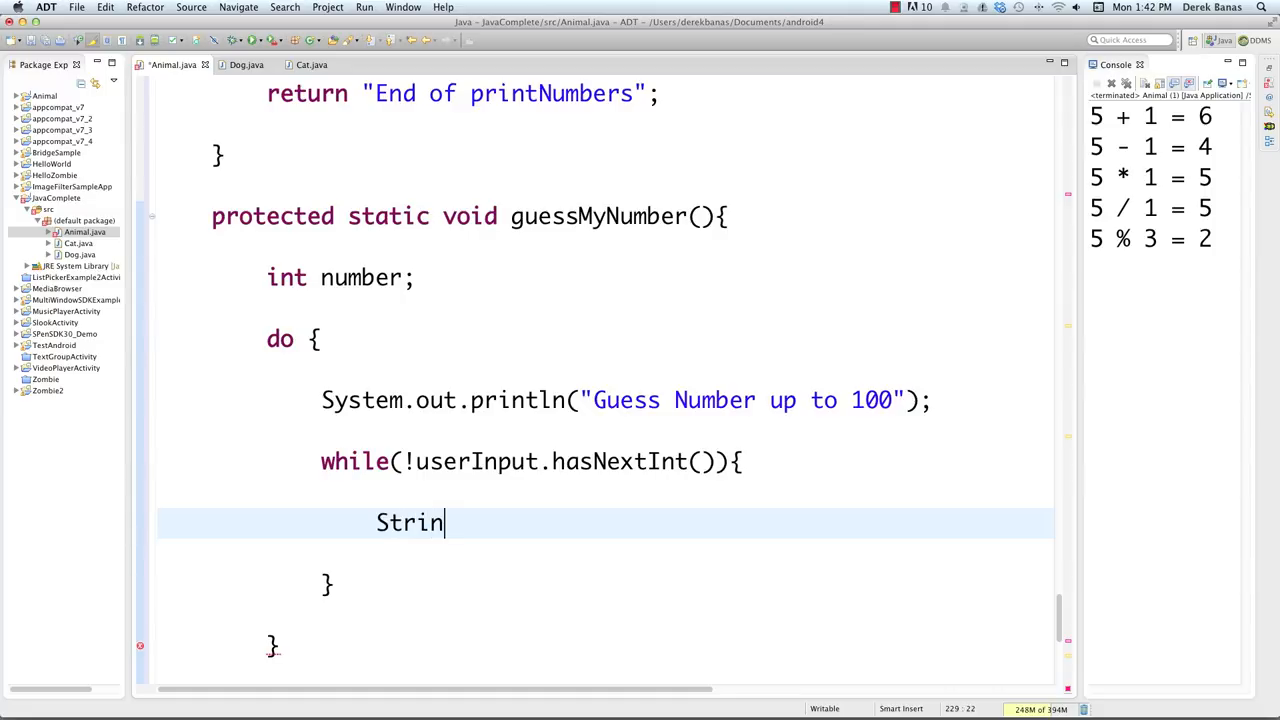 ADT File Edit Refactor Source Navigate Search Project Run Window Help
10 Mon 1:42 PM Derek Banas
Java – JavaComplete/src/Animal.java – ADT – /Users/derekbanas/Documents/android4
Quick Access Java DDMS
Package Exp
*Animal.java Dog.java Cat.java
Console
<terminated> Animal (1) [Java Application] /S
Animal
appcompat_v7
appcompat_v7_2
appcompat_v7_3
appcompat_v7_4
BridgeSample
HelloWorld
HelloZombie
ImageFilterSampleApp
JavaComplete
src
(default package)
Animal.java
Cat.java
Dog.java
JRE System Library [Ja
ListPickerExample2Activi
MediaBrowser
MultiWindowSDKExample
MusicPlayerActivity
SlookActivity
SPenSDK30_Demo
TestAndroid
TextGroupActivity
VideoPlayerActivity
Zombie
Zombie2
return "End of printNumbers";
}
protected static void guessMyNumber(){
int number;
do {
System.out.println("Guess Number up to 100");
while(!userInput.hasNextInt()){
Strin
}
}
5 + 1 = 6
5 - 1 = 4
5 * 1 = 5
5 / 1 = 5
5 % 3 = 2
Writable Smart Insert 229 : 22 248M of 394M